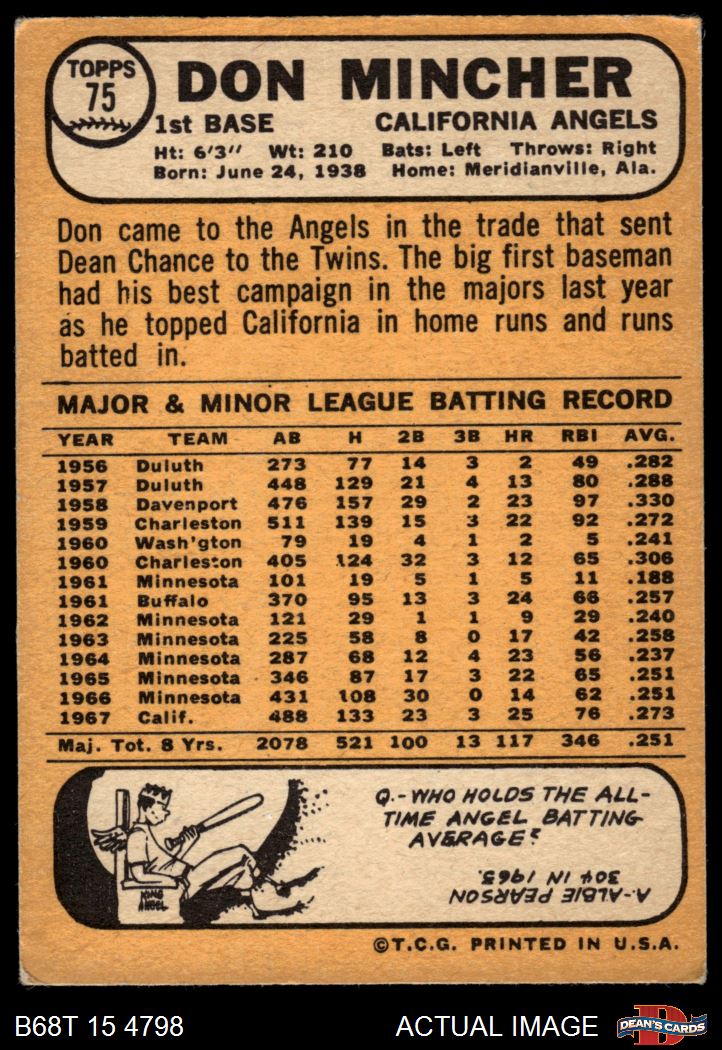 TOPPS
75
DON MINCHER
1st BASE CALIFORNIA ANGELS
Ht: 6'3" Wt: 210 Bats: Left Throws: Right
Born: June 24, 1938 Home: Meridianville, Ala.
Don came to the Angels in the trade that sent
Dean Chance to the Twins. The big first baseman
had his best campaign in the majors last year
as he topped California in home runs and runs
batted in.
MAJOR & MINOR LEAGUE BATTING RECORD
YEAR TEAM AB H 2B 3B HR RBI AVG.
1956 Duluth 273 77 14 3 2 49 .282
1957 Duluth 448 129 21 4 13 80 .288
1958 Davenport 476 157 29 2 23 97 .330
1959 Charleston 511 139 15 3 22 92 .272
1960 Wash'gton 79 19 4 1 2 5 .241
1960 Charleston 405 124 32 3 12 65 .306
1961 Minnesota 101 19 5 1 5 11 .188
1961 Buffalo 370 95 13 3 24 66 .257
1962 Minnesota 121 29 1 1 9 29 .240
1963 Minnesota 225 58 8 0 17 42 .258
1964 Minnesota 287 68 12 4 23 56 .237
1965 Minnesota 346 87 17 3 22 65 .251
1966 Minnesota 431 108 30 0 14 62 .251
1967 Calif. 488 133 23 3 25 76 .273
Maj. Tot. 8 Yrs. 2078 521 100 13 117 346 .251
Q.-WHO HOLDS THE ALL-
TIME ANGEL BATTING
AVERAGE?
A-ALBIE PEARSON
304 IN 1963.
KING
ANGEL
©T.C.G. PRINTED IN U.S.A.
B68T 15 4798 ACTUAL IMAGE
D
DEAN'S CARDS